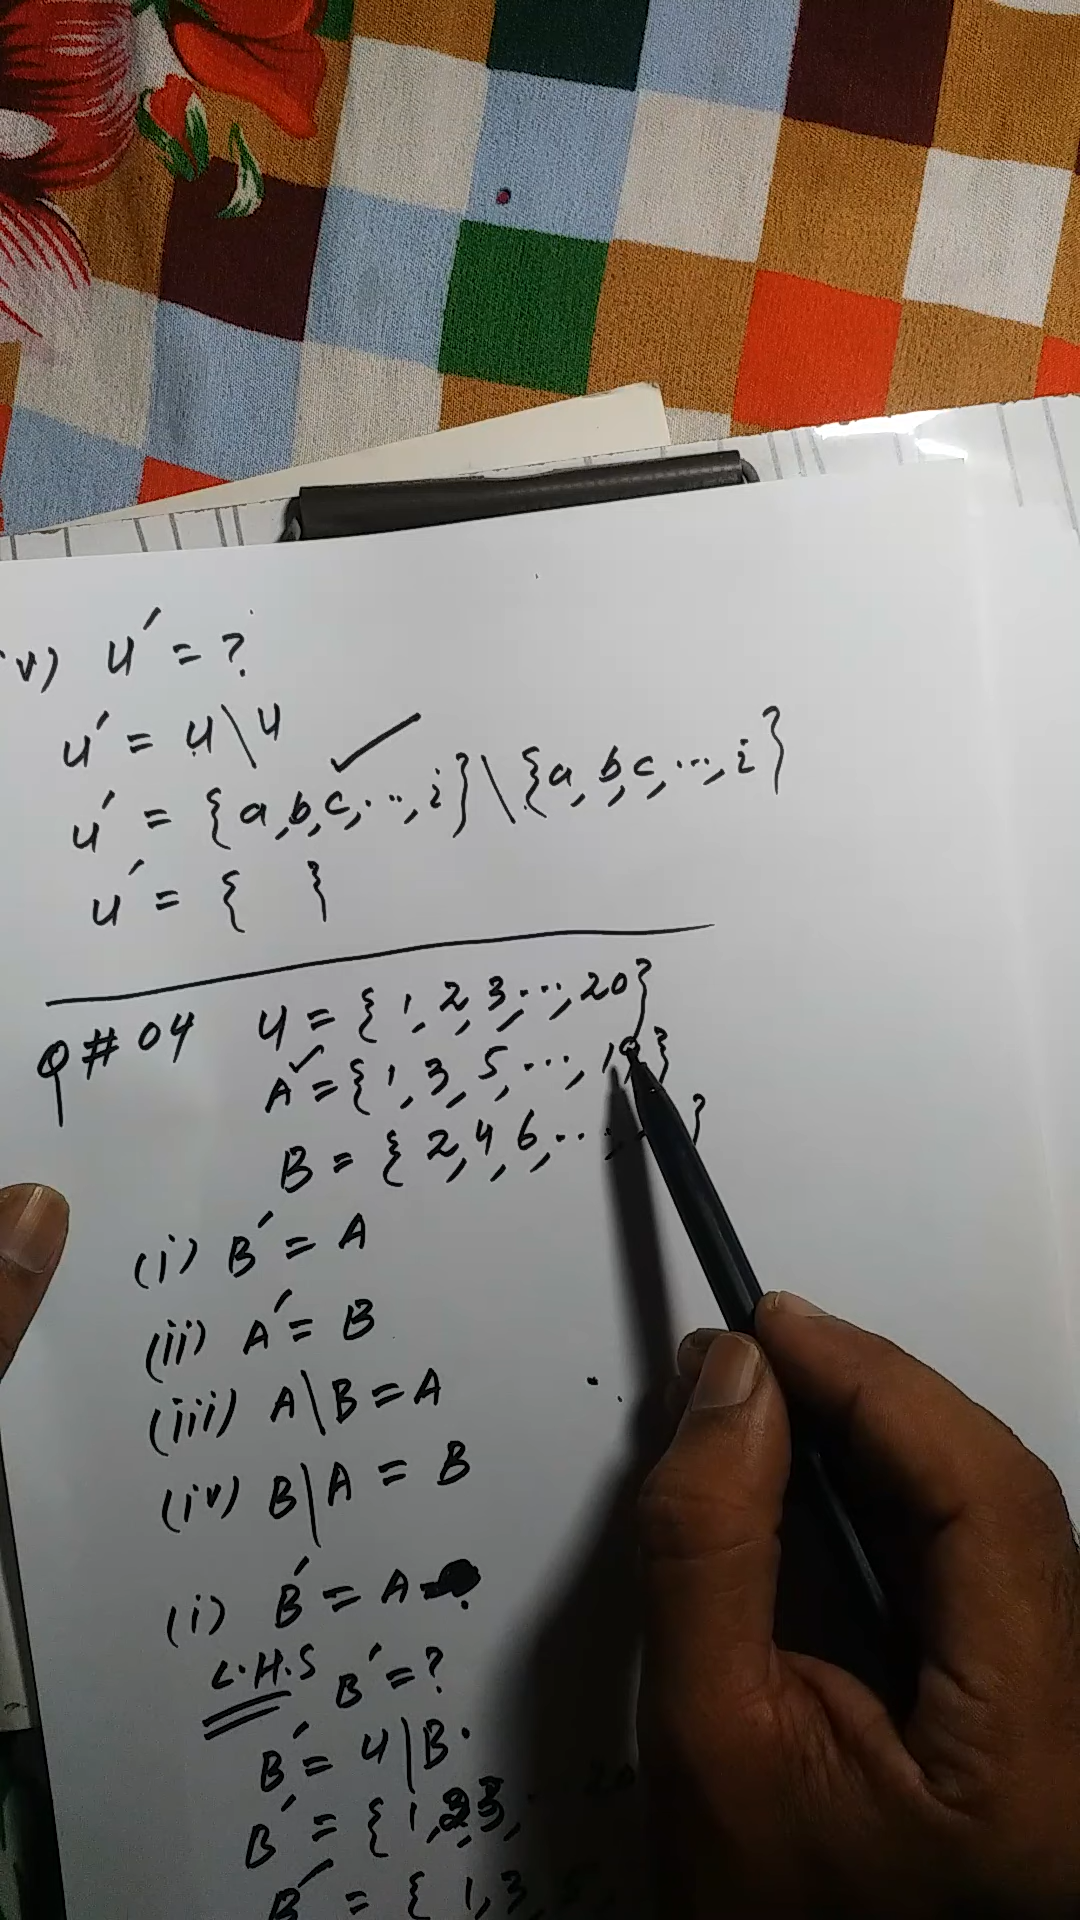 v) U′ = ?
U′ = U \ U
U′ = {a, b, c, ..., i} \ {a, b, c, ..., i}
U′ = { }
Q # 04 U = {1, 2, 3, ..., 20}
A = {1, 3, 5, ..., 19}
B = {2, 4, 6, ..., }
(i) B′ = A
(ii) A′ = B
(iii) A \ B = A
(iv) B \ A = B
(i) B′ = A
L.H.S B′ = ?
B′ = U \ B
B′ = {1, 2, 3,
B′ = {1, 3, 5,